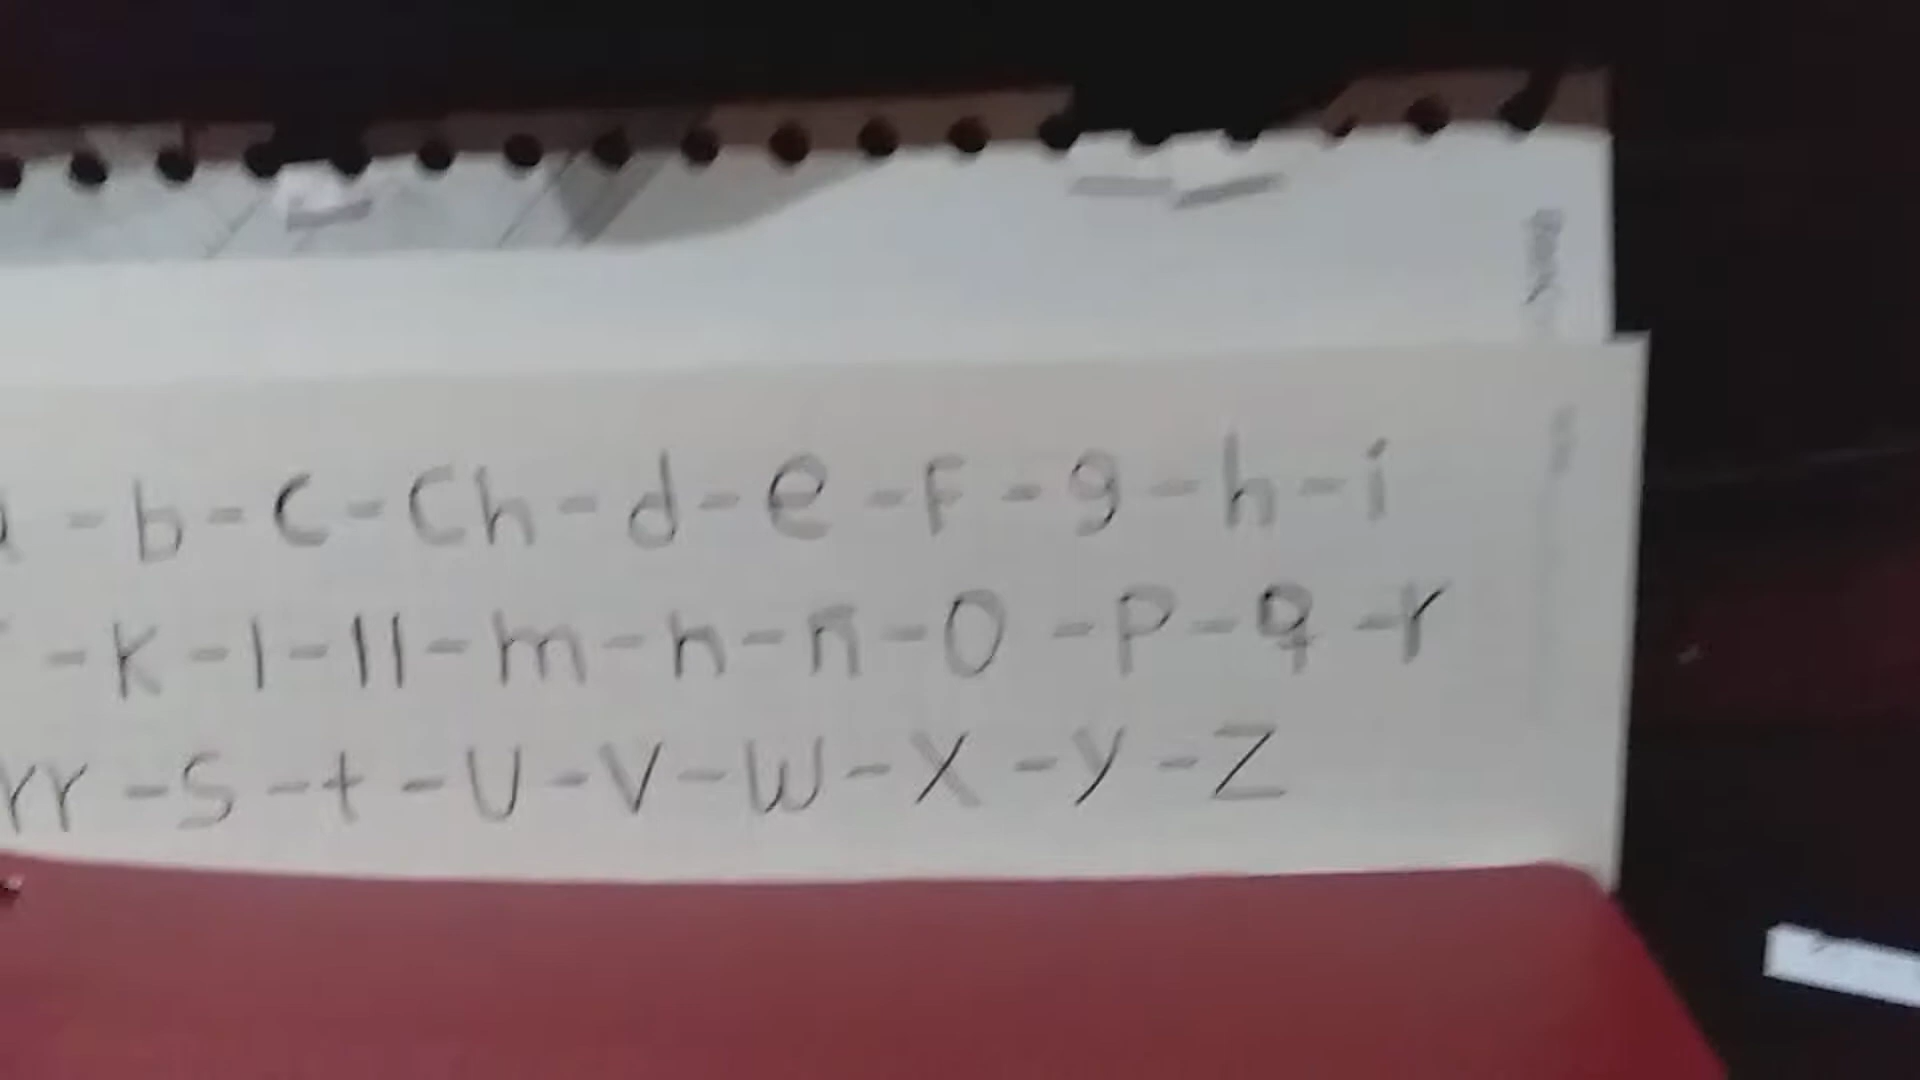 a - b - c - Ch - d - e - F - g - h - i
- k - l - ll - m - n - ñ - O - P - q - r
rr - S - t - U - V - W - X - y - Z